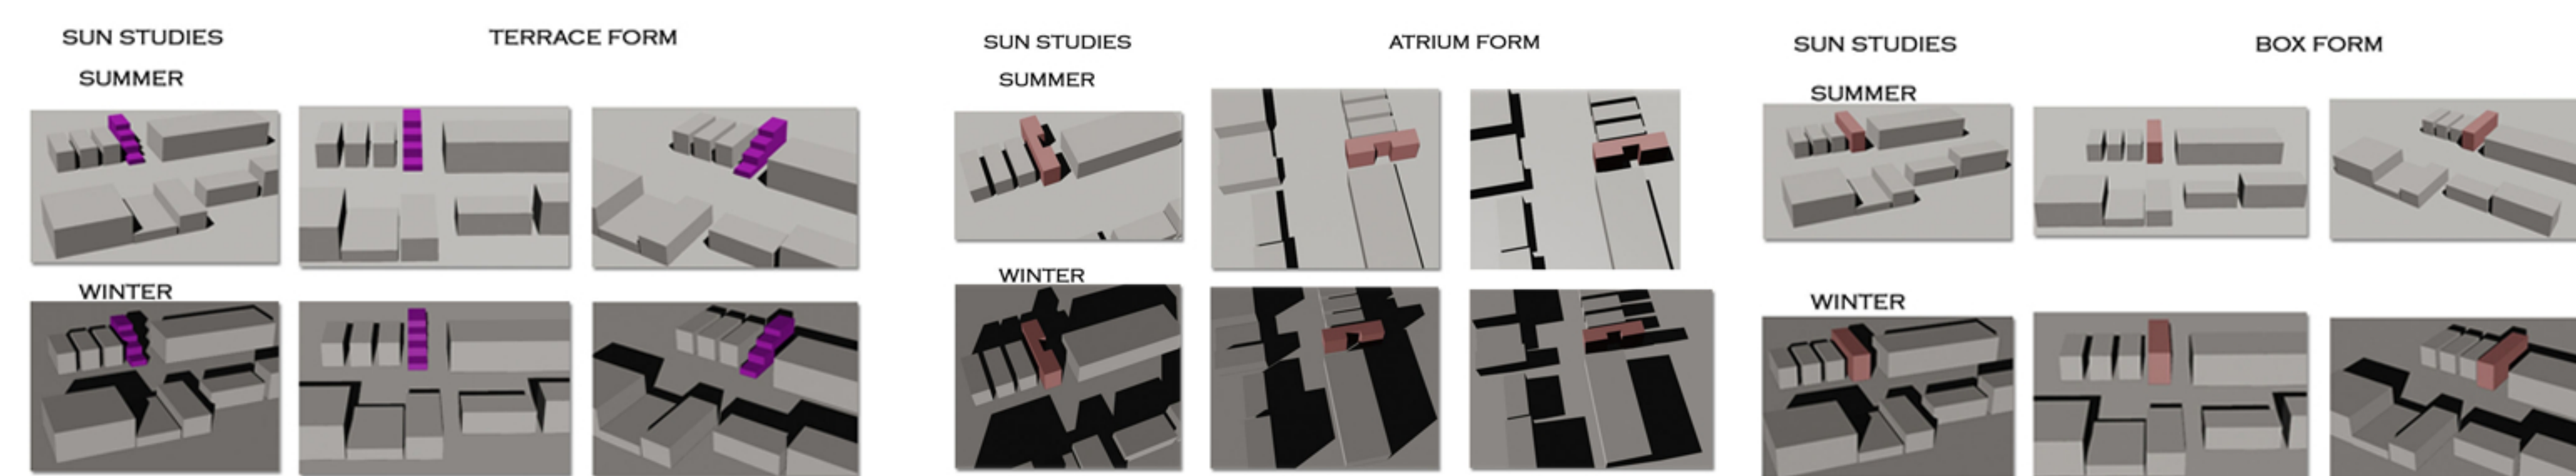 SUN STUDIES
TERRACE FORM
SUMMER
WINTER
SUN STUDIES
ATRIUM FORM
SUMMER
WINTER
SUN STUDIES
BOX FORM
SUMMER
WINTER